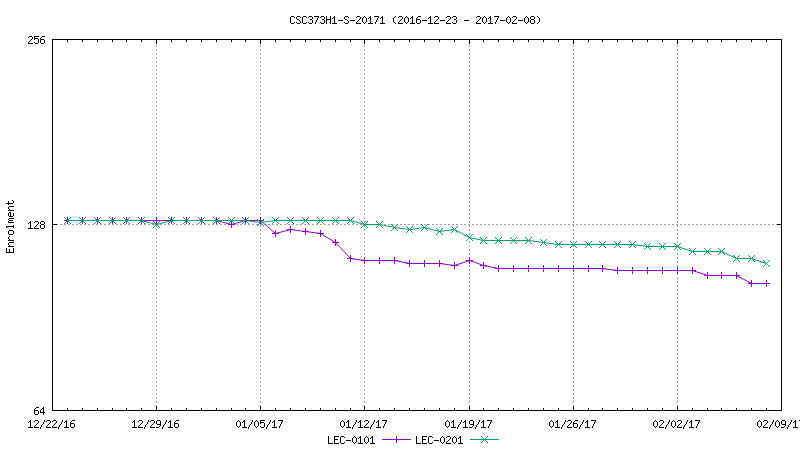 CSC373H1-S-20171 (2016-12-23 - 2017-02-08)
256
128
64
Enrolment
12/22/16 12/29/16 01/05/17 01/12/17 01/19/17 01/26/17 02/02/17 02/09/1
LEC-0101 LEC-0201